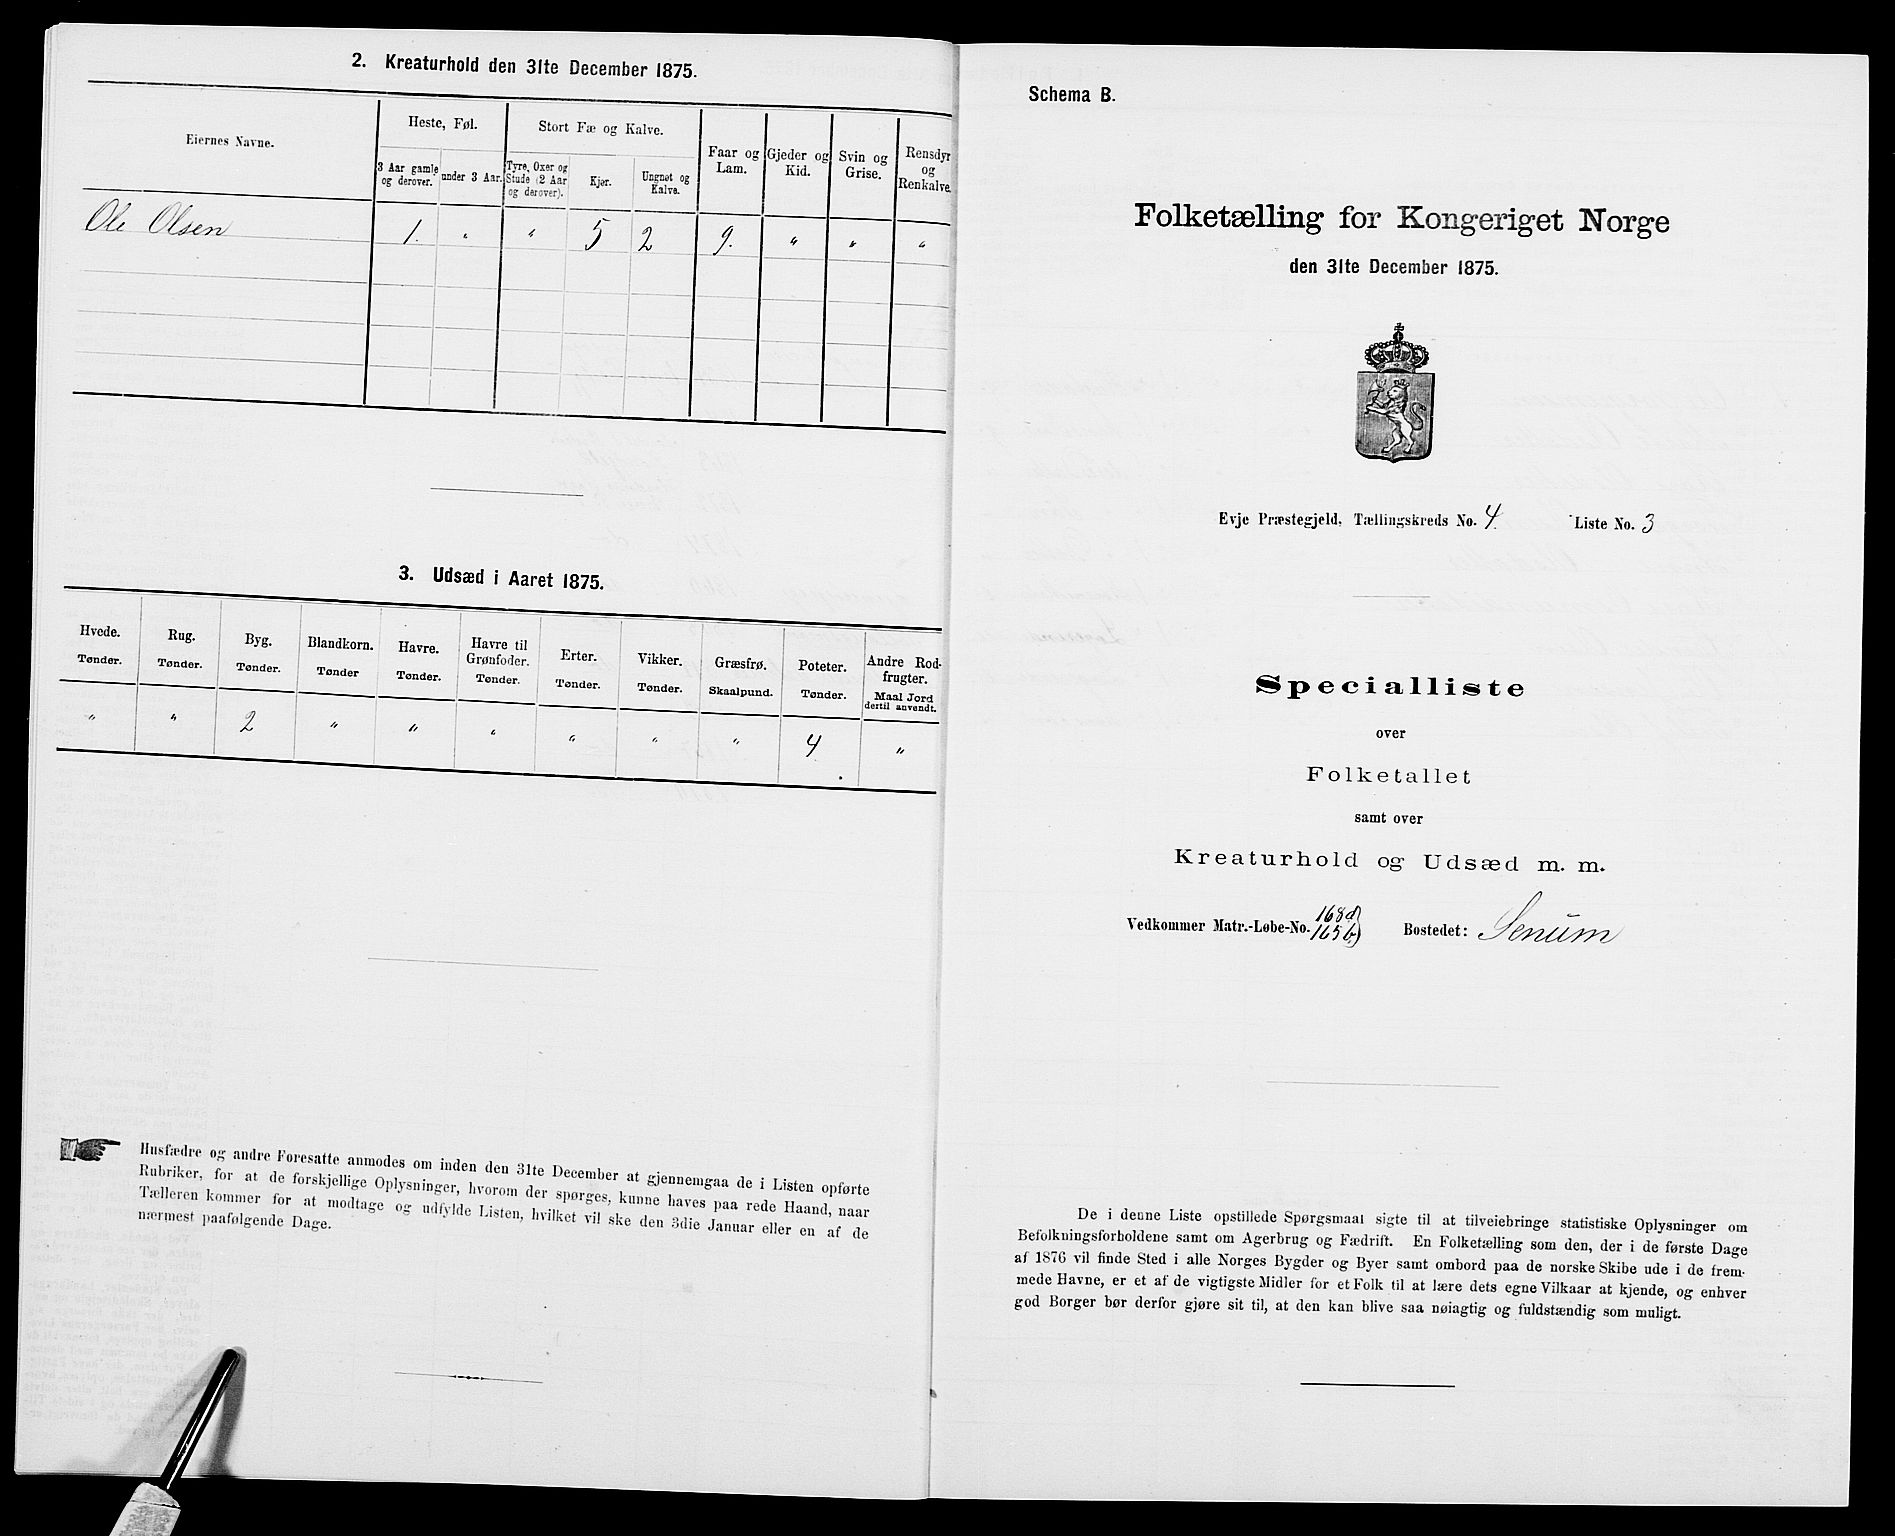 2. Kreaturhold den 31te December 1875.
Eiernes Navne.
Heste, Føl.
Stort Fæ og Kalve.
3 Aar gamle og derover.
under 3 Aar.
Tyre, Oxer og Stude (2 Aar og derover).
Kjør.
Ungnøt og Kalve.
Faar og Lam.
Gjeder og Kid.
Svin og Grise.
Rensdyr og Renkalve.
Ole Olsen 1. " " 5 2 9. " " "
3. Udsæd i Aaret 1875.
Hvede. Rug. Byg. Blandkorn. Havre. Havre til Grønfoder. Erter. Vikker. Græsfrø. Poteter. Andre Rodfrugter.
Tønder. Tønder. Tønder. Tønder Tønder. Tønder. Tønder. Tønder. Skaalpund. Tønder. Maal Jord dertil anvendt.
" " 2 " " " " " " 4. "
Husfædre og andre Foresatte anmodes om inden den 31te December at gjennemgaa de i Listen opførte
Rubriker, for at de forskjellige Oplysninger, hvorom der spørges, kunne haves paa rede Haand, naar
Tælleren kommer for at modtage og udfylde Listen, hvilket vil ske den 3die Januar eller en af de
nærmest paafølgende Dage.
Schema B.
Folketælling for Kongeriget Norge
den 31te December 1875.
Evje Præstegjeld, Tællingskreds No. 4. Liste No. 3
Specialliste
over
Folketallet
samt over
Kreaturhold og Udsæd m. m.
Vedkommer Matr.-Løbe-No. 168d 165b) Bostedet: Senum
De i denne Liste opstillede Spørgsmaal sigte til at tilveiebringe statistiske Oplysninger om
Befolkningsforholdene samt om Agerbrug og Fædrift. En Folketælling som den, der i de første Dage
af 1876 vil finde Sted i alle Norges Bygder og Byer samt ombord paa de norske Skibe ude i de frem-
mede Havne, er et af de vigtigste Midler for et Folk til at lære dets egne Vilkaar at kjende, og enhver
god Borger bør derfor gjøre sit til, at den kan blive saa nøiagtig og fuldstændig som muligt.